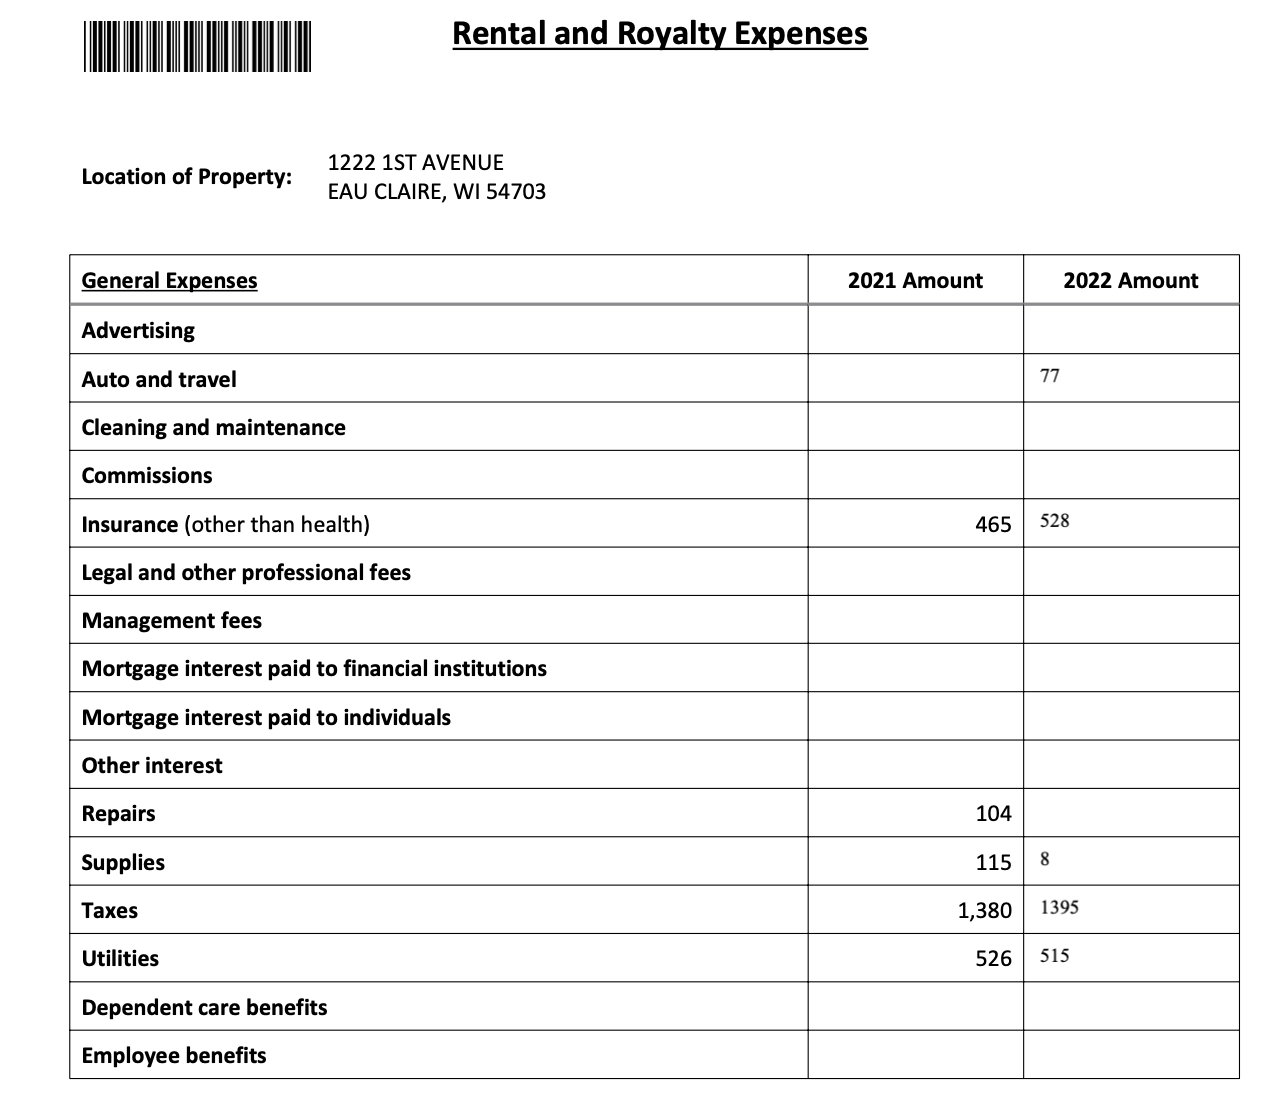 Rental and Royalty Expenses
Location of Property:
1222 1ST AVENUE
EAU CLAIRE, WI 54703
General Expenses 2021 Amount 2022 Amount
Advertising
Auto and travel 77
Cleaning and maintenance
Commissions
Insurance (other than health) 465 528
Legal and other professional fees
Management fees
Mortgage interest paid to financial institutions
Mortgage interest paid to individuals
Other interest
Repairs 104
Supplies 115 8
Taxes 1,380 1395
Utilities 526 515
Dependent care benefits
Employee benefits